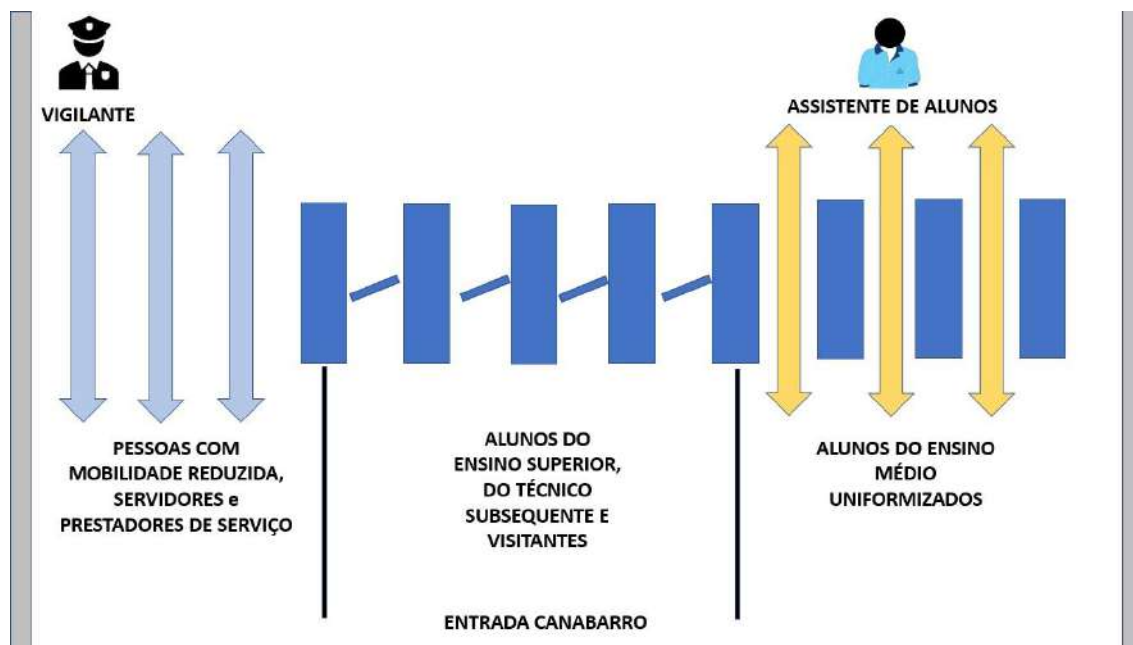 VIGILANTE
ASSISTENTE DE ALUNOS
PESSOAS COM
MOBILIDADE REDUZIDA,
SERVIDORES e
PRESTADORES DE SERVIÇO
ALUNOS DO
ENSINO SUPERIOR,
DO TÉCNICO
SUBSEQUENTE E
VISITANTES
ALUNOS DO ENSINO
MÉDIO
UNIFORMIZADOS
ENTRADA CANABARRO